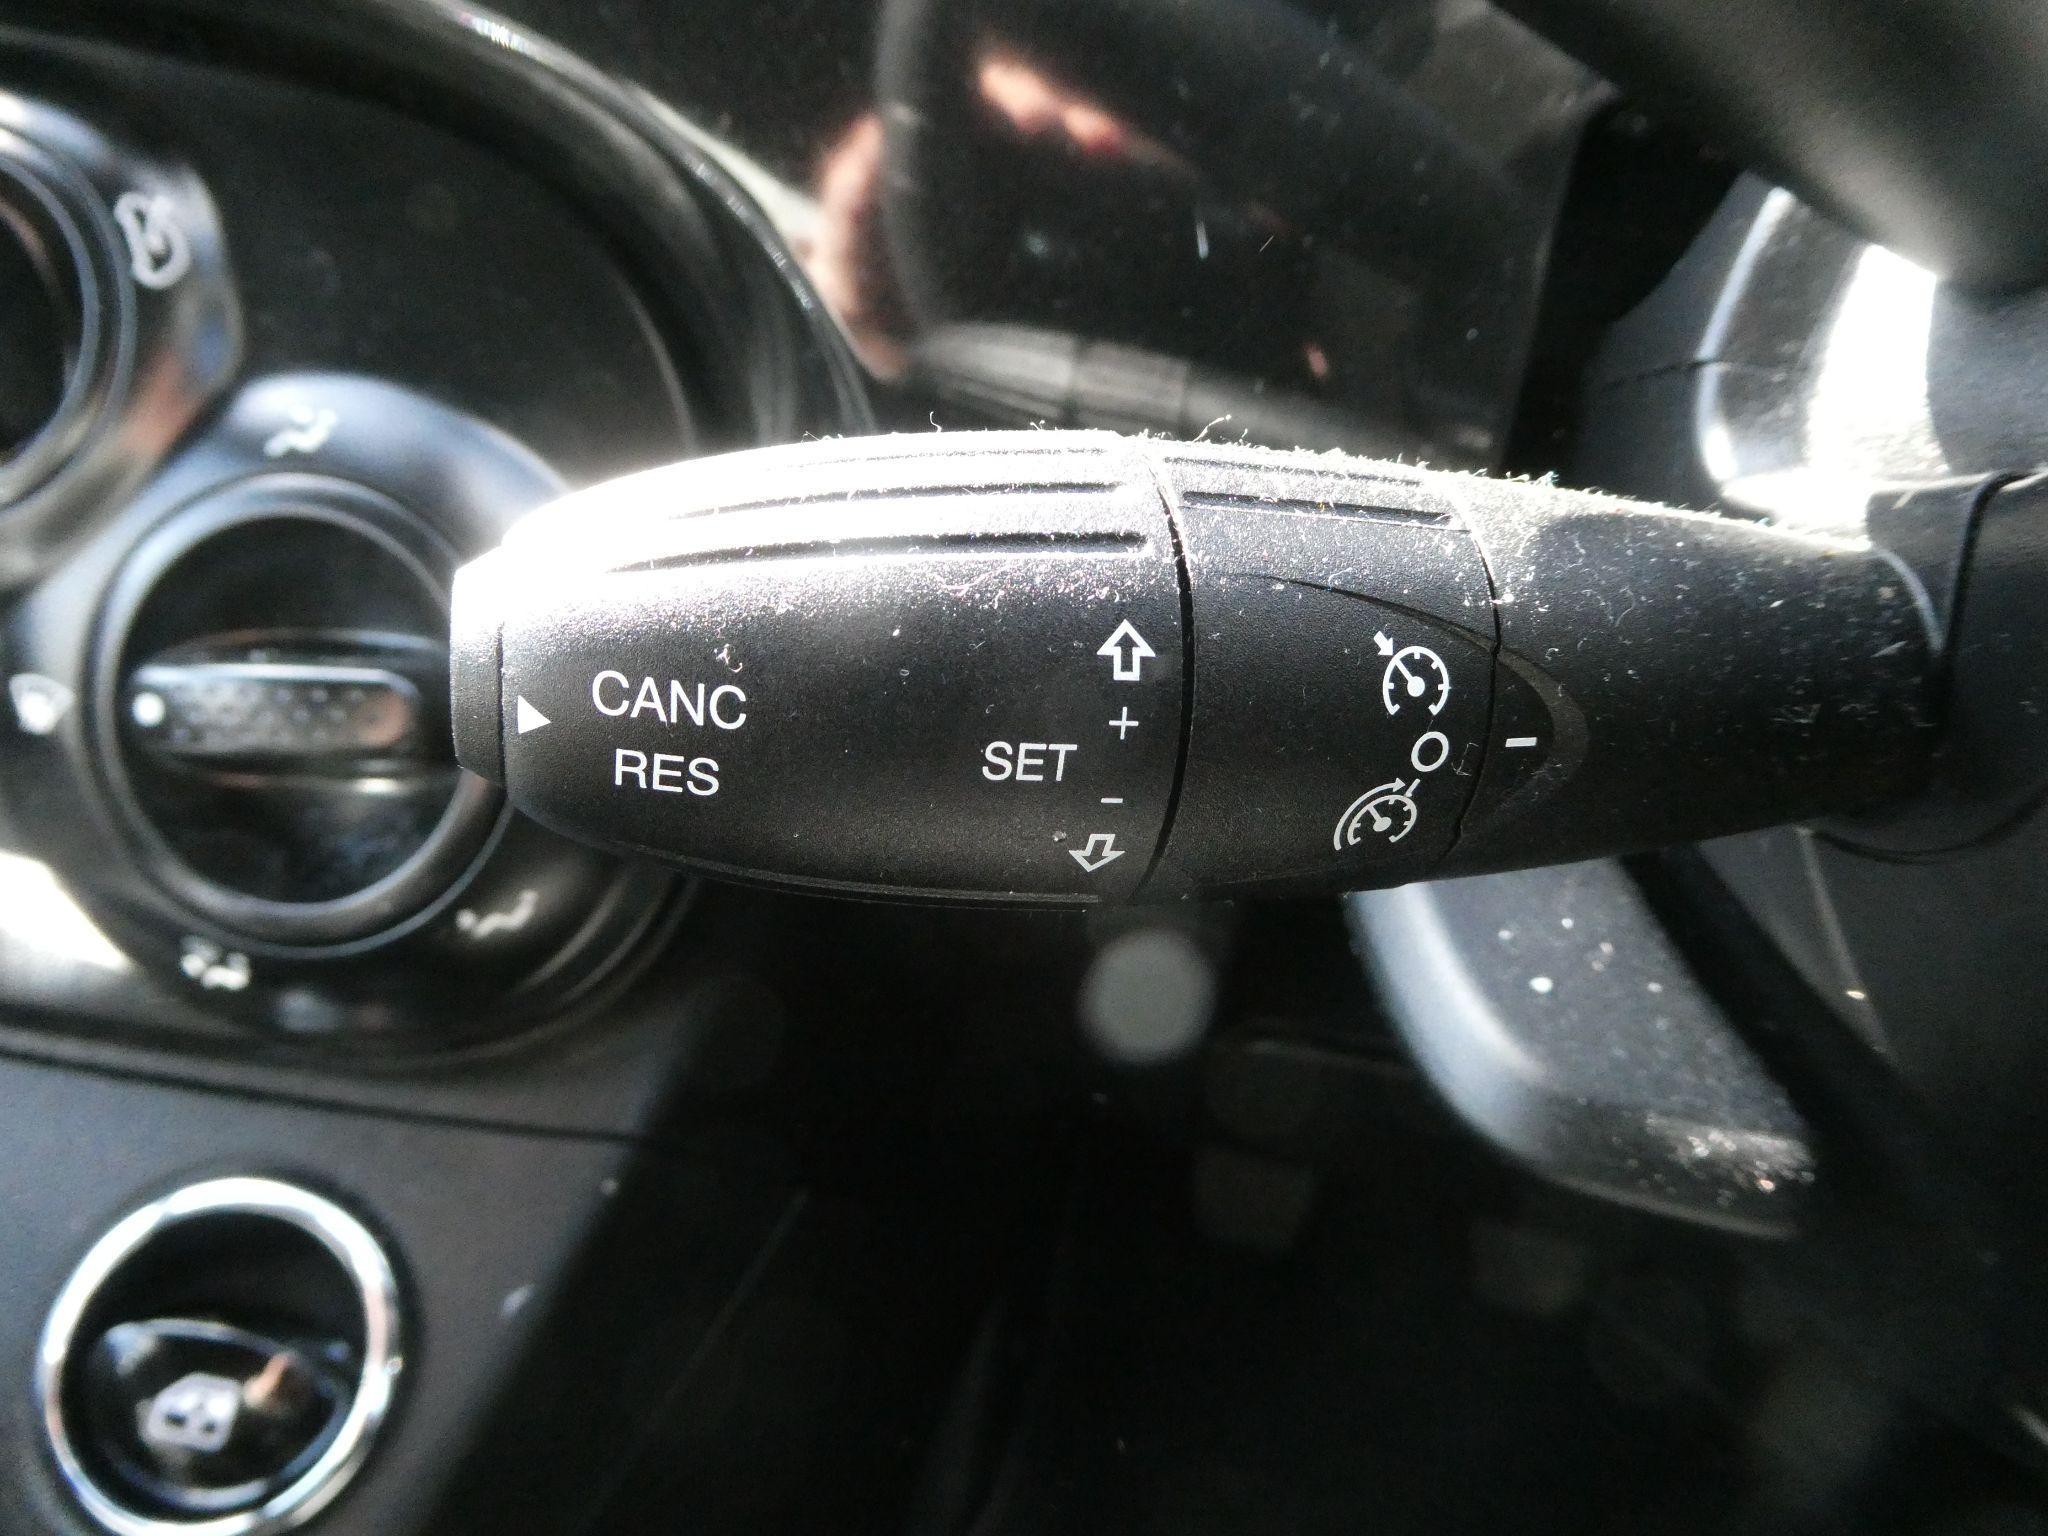 CANC
RES
+
SET
-